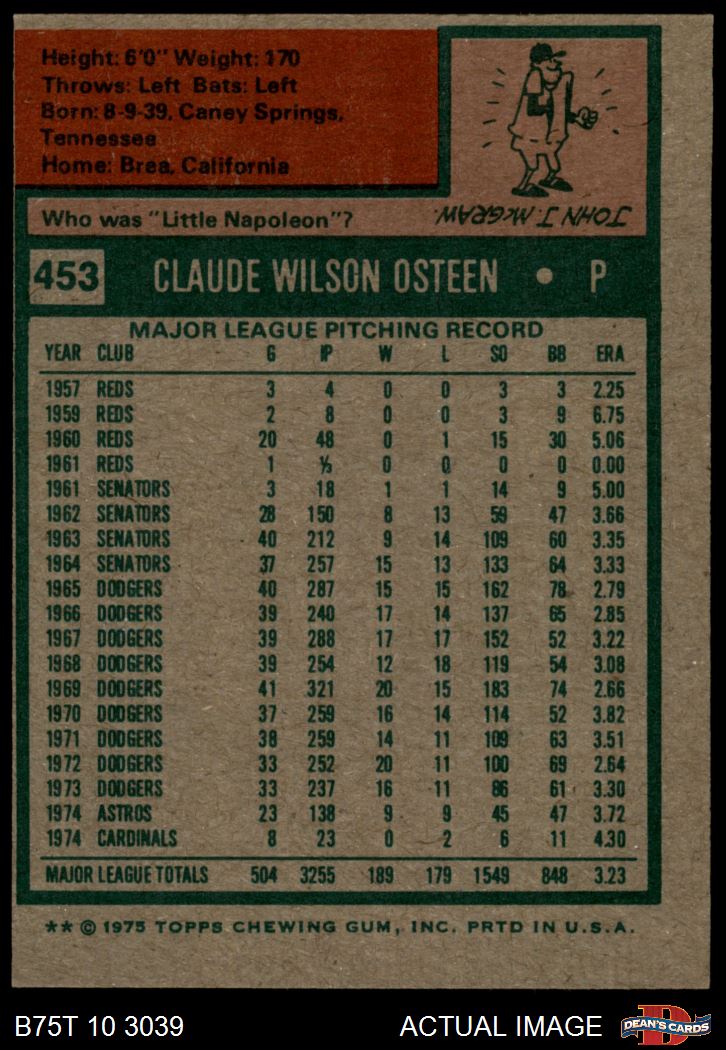 Height: 6'0" Weight: 170
Throws: Left Bats: Left
Born: 8-9-39, Caney Springs,
Tennessee
Home: Brea, California
Who was "Little Napoleon"?
JOHN J. McGRAW
453 CLAUDE WILSON OSTEEN • P
MAJOR LEAGUE PITCHING RECORD
YEAR CLUB G IP W L SO BB ERA
1957 REDS 3 4 0 0 3 3 2.25
1959 REDS 2 8 0 0 3 9 6.75
1960 REDS 20 48 0 1 15 30 5.06
1961 REDS 1 ⅓ 0 0 0 0 0.00
1961 SENATORS 3 18 1 1 14 9 5.00
1962 SENATORS 28 150 8 13 59 47 3.66
1963 SENATORS 40 212 9 14 109 60 3.35
1964 SENATORS 37 257 15 13 133 64 3.33
1965 DODGERS 40 287 15 15 162 78 2.79
1966 DODGERS 39 240 17 14 137 65 2.85
1967 DODGERS 39 288 17 17 152 52 3.22
1968 DODGERS 39 254 12 18 119 54 3.08
1969 DODGERS 41 321 20 15 183 74 2.66
1970 DODGERS 37 259 16 14 114 52 3.82
1971 DODGERS 38 259 14 11 109 63 3.51
1972 DODGERS 33 252 20 11 100 69 2.64
1973 DODGERS 33 237 16 11 86 61 3.30
1974 ASTROS 23 138 9 9 45 47 3.72
1974 CARDINALS 8 23 0 2 6 11 4.30
MAJOR LEAGUE TOTALS 504 3255 189 179 1549 848 3.23
** © 1975 TOPPS CHEWING GUM, INC. PRTD IN U.S.A.
B75T 10 3039 ACTUAL IMAGE
D
DEAN'S CARDS